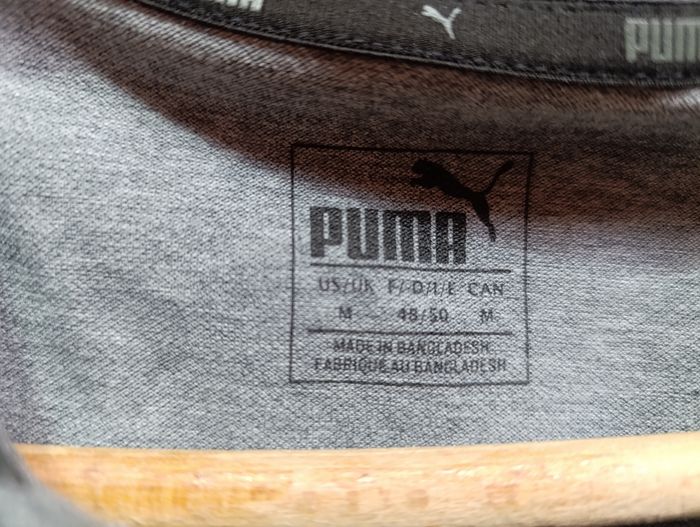 PUMA
PUMA
US/UK F/ D/I/E CAN
M 48/50 M
MADE IN BANGLADESH
FABRIQUE AU BANGLADESH